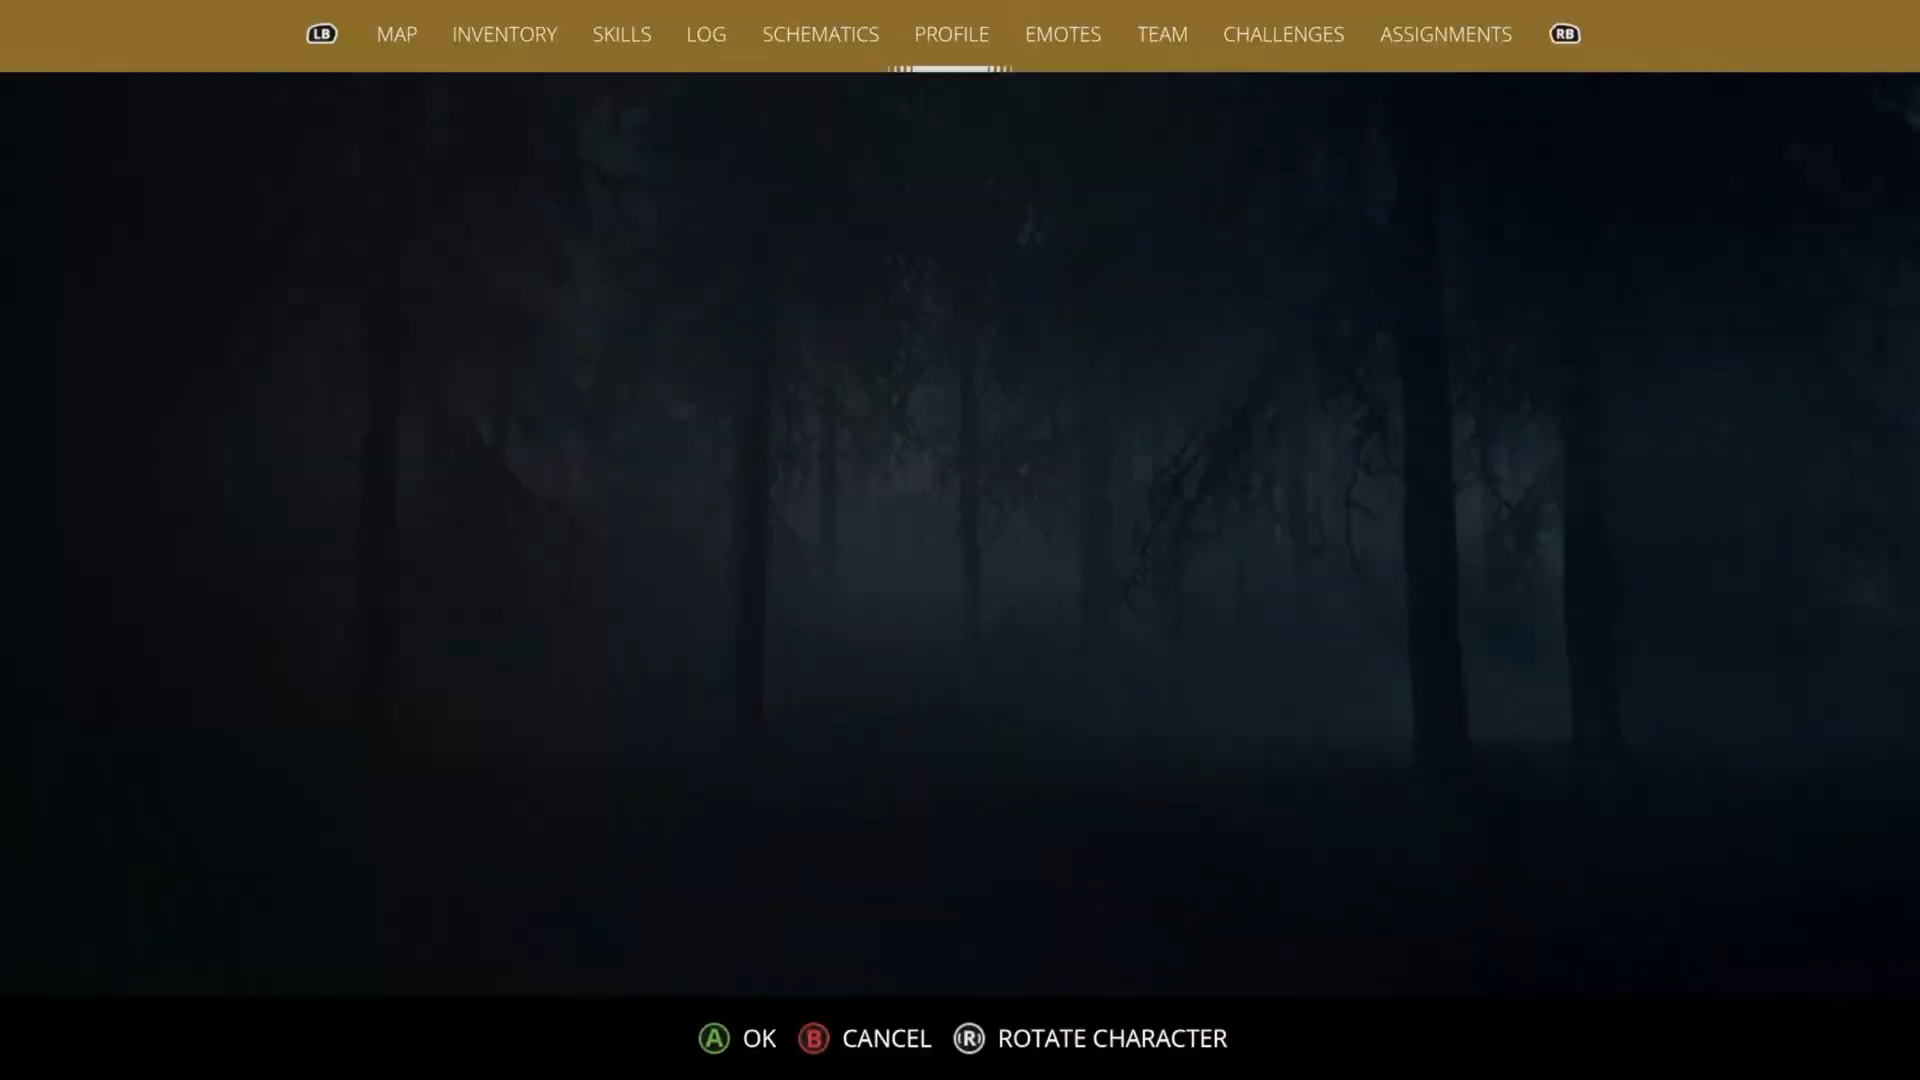 LB MAP INVENTORY SKILLS LOG SCHEMATICS PROFILE EMOTES TEAM CHALLENGES ASSIGNMENTS RB
A OK B CANCEL R ROTATE CHARACTER